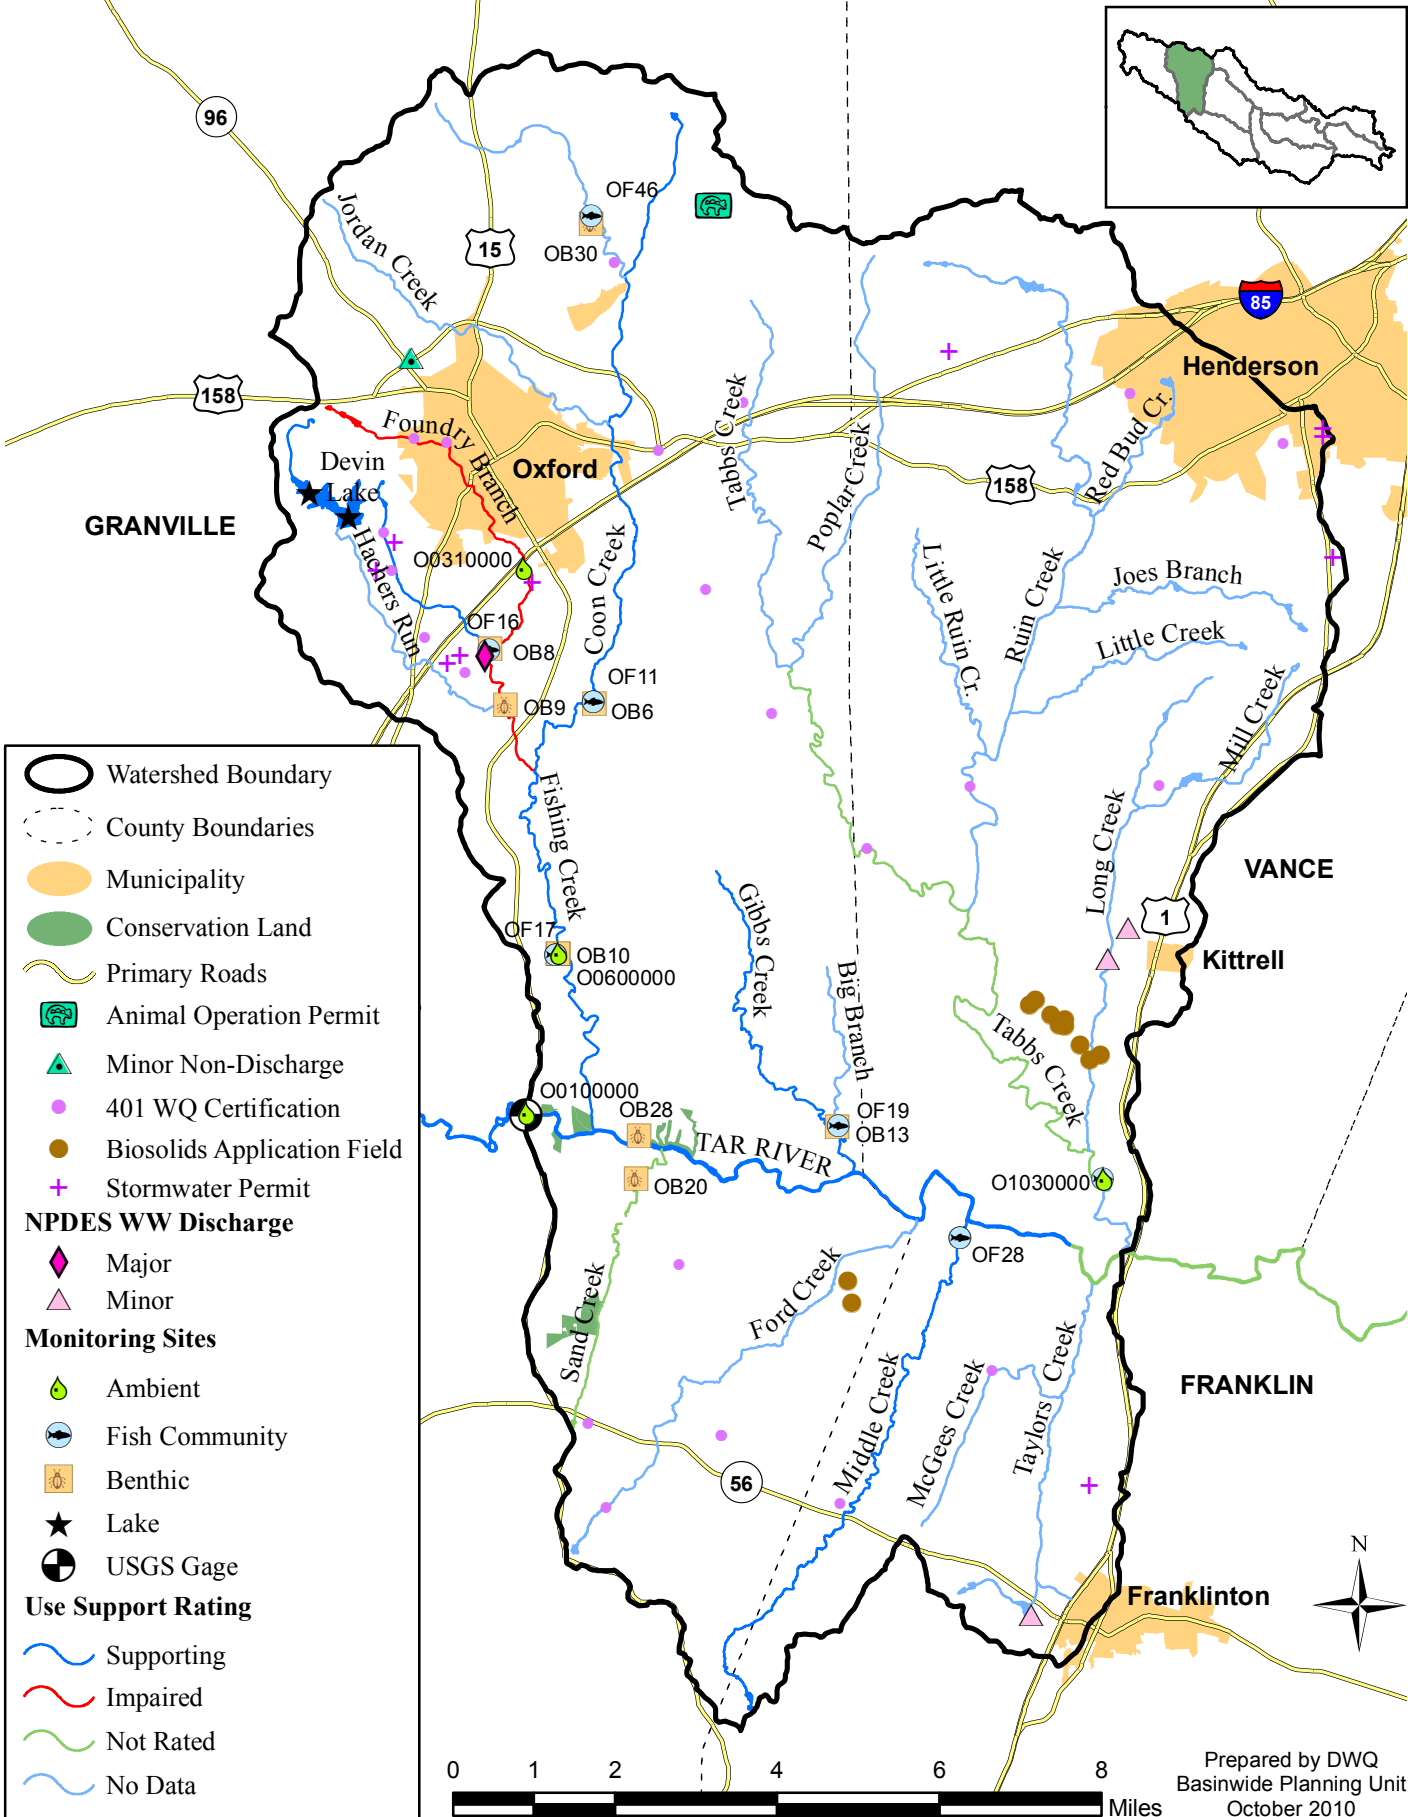 96
OF46
OB30
Jordan Creek
15
85
Henderson
158
Foundry Branch
Tabbs Creek
Red Bud Cr.
Devin
Lake
Oxford
Poplar Creek
158
GRANVILLE
Hachers Run
O0310000
Coon Creek
Little Ruin Cr.
Ruin Creek
Joes Branch
Little Creek
OF16
OB8
OF11
OB9
OB6
Mill Creek
Fishing Creek
Long Creek
VANCE
1
Kittrell
Gibbs Creek
OF17
OB10
O0600000
Big Branch
Tabbs Creek
O0100000
OB28
OF19
OB13
TAR RIVER
O1030000
OB20
OF28
Ford Creek
Sand Creek
Middle Creek
McGees Creek
Taylors Creek
FRANKLIN
56
Franklinton
N
Watershed Boundary
County Boundaries
Municipality
Conservation Land
Primary Roads
Animal Operation Permit
Minor Non-Discharge
401 WQ Certification
Biosolids Application Field
Stormwater Permit
NPDES WW Discharge
Major
Minor
Monitoring Sites
Ambient
Fish Community
Benthic
Lake
USGS Gage
Use Support Rating
Supporting
Impaired
Not Rated
No Data
0 1 2 4 6 8
Miles
Prepared by DWQ
Basinwide Planning Unit
October 2010